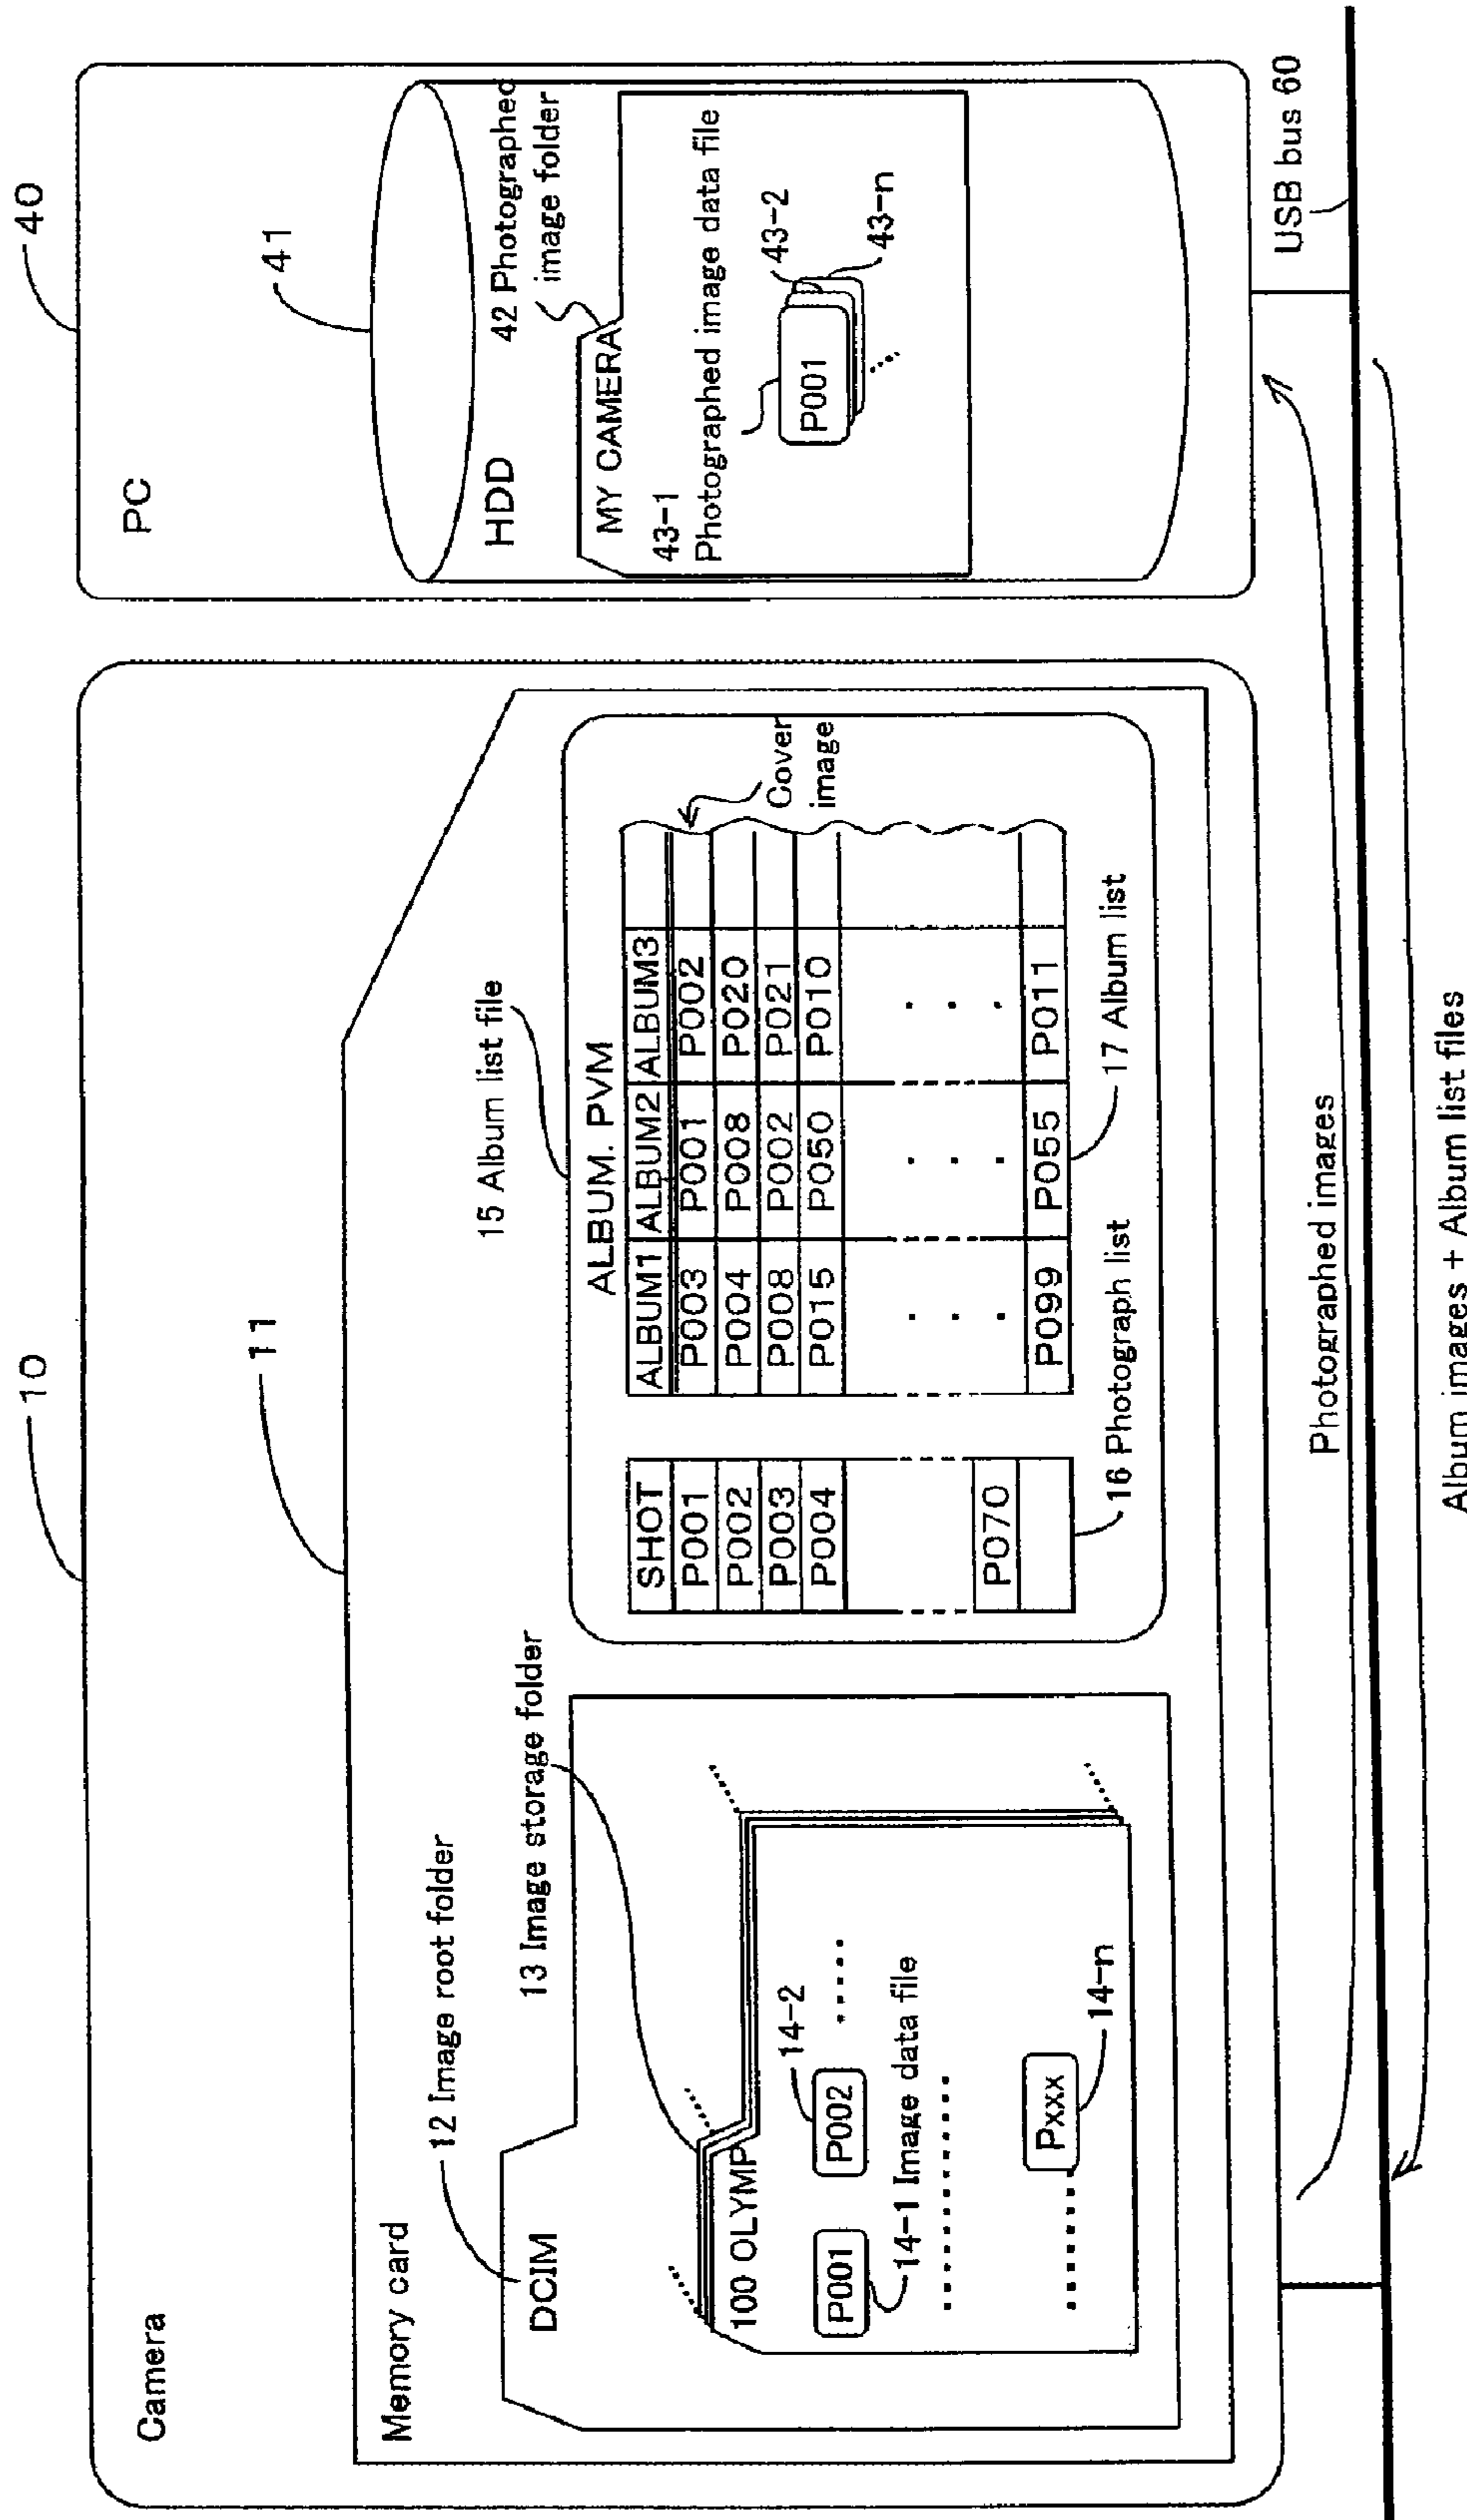 10
Camera
11
Memory card
12 Image root folder
DCIM
13 Image storage folder
100 OLYMP
P001
P002
14-2
14-1 Image data file
Pxxx
14-n
15 Album list file
ALBUM. PVM
SHOT
P001
P002
P003
P004
P070
16 Photograph list
ALBUM1 ALBUM2 ALBUM3
P003 P001 P002
P004 P008 P020
P008 P002 P021
P015 P050 P010
P099 P055 P011
Cover
image
17 Album list
40
PC
41
HDD
42 Photographed
image folder
MY CAMERA
43-1
Photographed image data file
P001
43-2
43-n
USB bus 60
Photographed images
Album images + Album list files